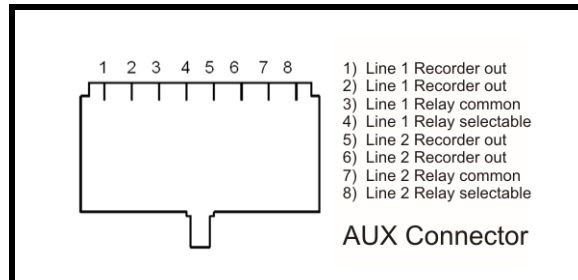 1 2 3 4 5 6 7 8
1) Line 1 Recorder out
2) Line 1 Recorder out
3) Line 1 Relay common
4) Line 1 Relay selectable
5) Line 2 Recorder out
6) Line 2 Recorder out
7) Line 2 Relay common
8) Line 2 Relay selectable
AUX Connector